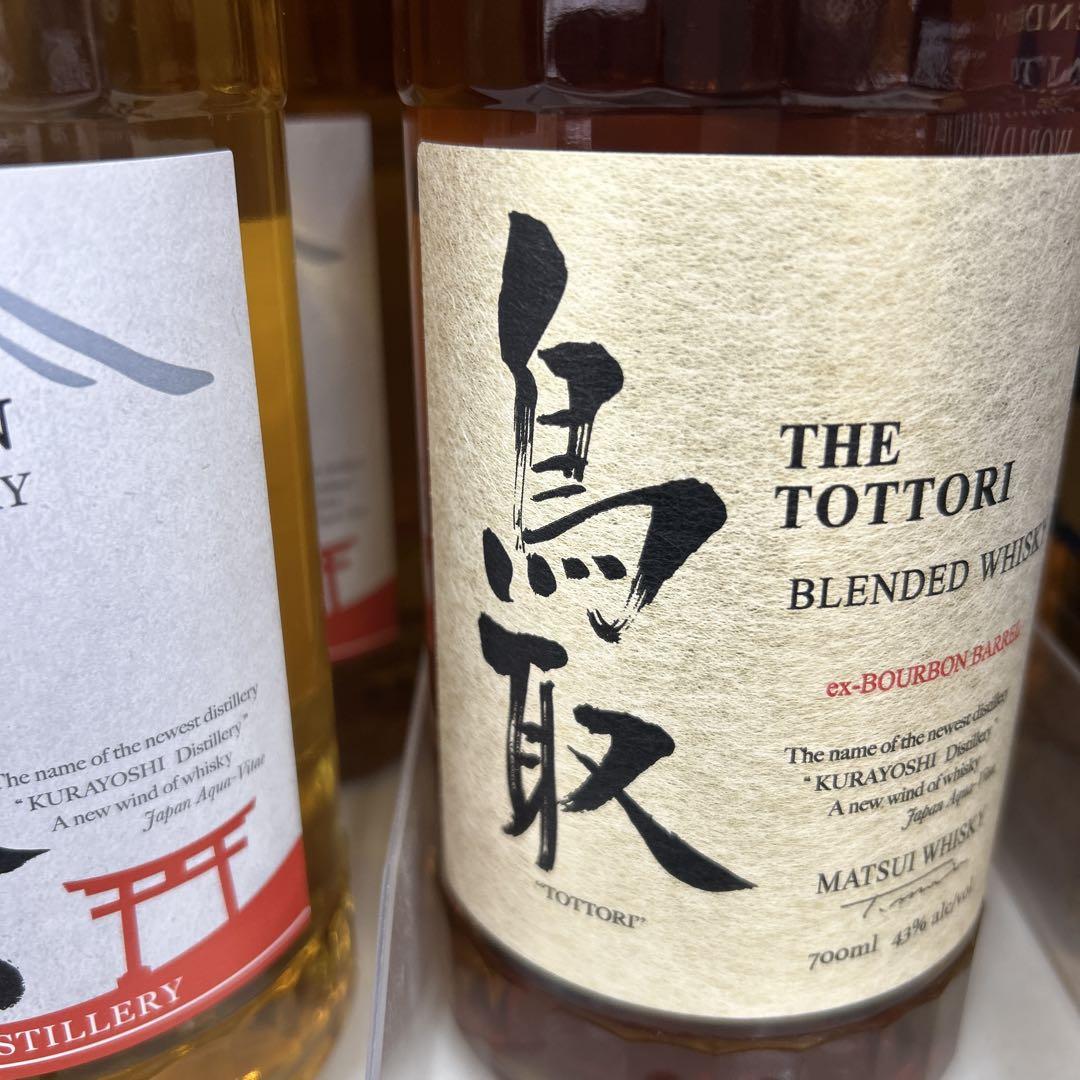 N
RY
The name of the newest distillery
“KURAYOSHI Distillery”
A new wind of whisky
Japan Aqua-Vitae
STILLERY
鳥取
“TOTTORI”
THE
TOTTORI
BLENDED WHISKY
ex-BOURBON BARREL
The name of the newest distillery
“KURAYOSHI Distillery”
A new wind of whisky
Japan Aqua-Vitae
MATSUI WHISKY
700ml 43% alc/vol.